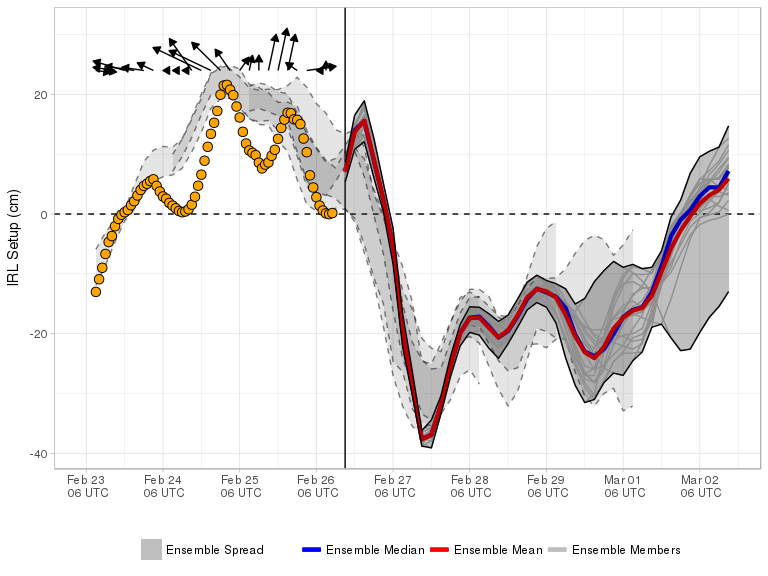 IRL Setup (cm)
20
0
-20
-40
Feb 23
06 UTC
Feb 24
06 UTC
Feb 25
06 UTC
Feb 26
06 UTC
Feb 27
06 UTC
Feb 28
06 UTC
Feb 29
06 UTC
Mar 01
06 UTC
Mar 02
06 UTC
Ensemble Spread
Ensemble Median
Ensemble Mean
Ensemble Members